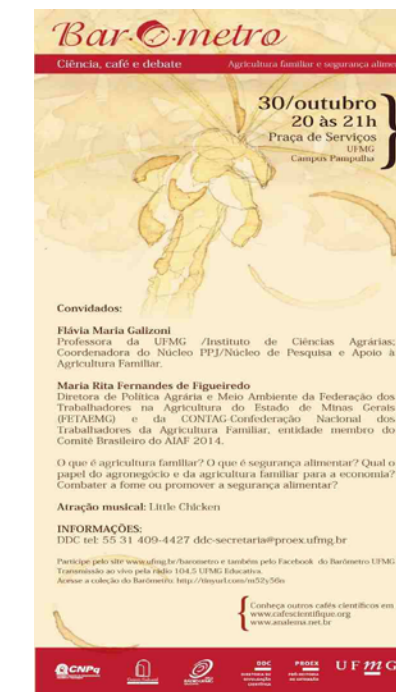 Bar·O·metro
Ciência, café e debate
Agricultura familiar e segurança alime
30/outubro
20 às 21h
Praça de Serviços
UFMG
Campus Pampulha
Convidados:
Flávia Maria Galizoni
Professora da UFMG /Instituto de Ciências Agrárias;
Coordenadora do Núcleo PPJ/Núcleo de Pesquisa e Apoio à
Agricultura Familiar.
Maria Rita Fernandes de Figueiredo
Diretora de Política Agrária e Meio Ambiente da Federação dos
Trabalhadores na Agricultura do Estado de Minas Gerais
(FETAEMG) e da CONTAG-Confederação Nacional dos
Trabalhadores da Agricultura Familiar, entidade membro do
Comitê Brasileiro do AIAF 2014.
O que é agricultura familiar? O que é segurança alimentar? Qual o
papel do agronegócio e da agricultura familiar para a economia?
Combater a fome ou promover a segurança alimentar?
Atração musical: Little Chicken
INFORMAÇÕES:
DDC tel: 55 31 409-4427 ddc-secretaria@proex.ufmg.br
Participe pelo site www.ufmg.br/barometro e também pelo Facebook do Barômetro UFMG
Transmissão ao vivo pela rádio 104,5 UFMG Educativa.
Acesse a coleção do Barômetro: http://tinyurl.com/m52y56n
Conheça outros cafés científicos em
www.cafescientifique.org
www.analema.net.br
CNPq
DDC
PROEX
UFMG